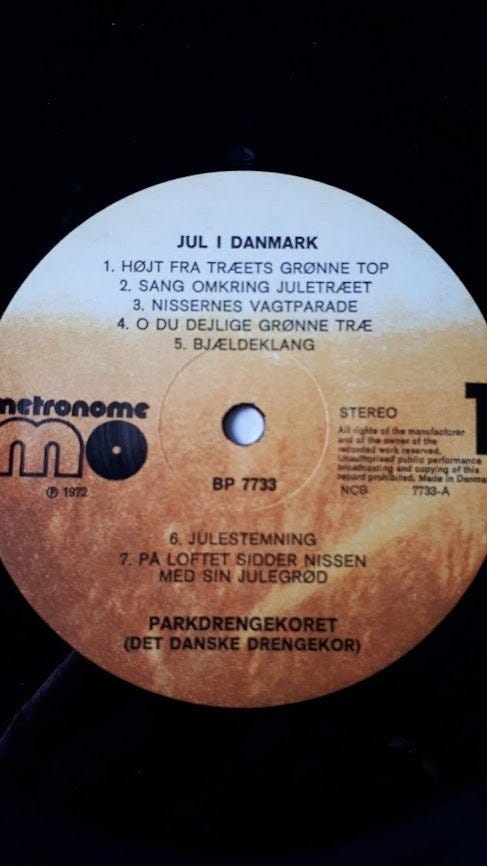 JUL I DANMARK
1. HØJT FRA TRÆETS GRØNNE TOP
2. SANG OMKRING JULETRÆET
3. NISSERNES VAGTPARADE
4. O DU DEJLIGE GRØNNE TRÆ
5. BJÆLDEKLANG
metronome
mo
℗ 1972
STEREO
1
All rights of the manufacturer
and of the owner of the
recorded work reserved.
Unauthorised public performance
broadcasting and copying of this
record prohibited. Made in Denma
NCB 7733-A
BP 7733
6. JULESTEMNING
7. PÅ LOFTET SIDDER NISSEN
MED SIN JULEGRØD
PARKDRENGEKORET
(DET DANSKE DRENGEKOR)